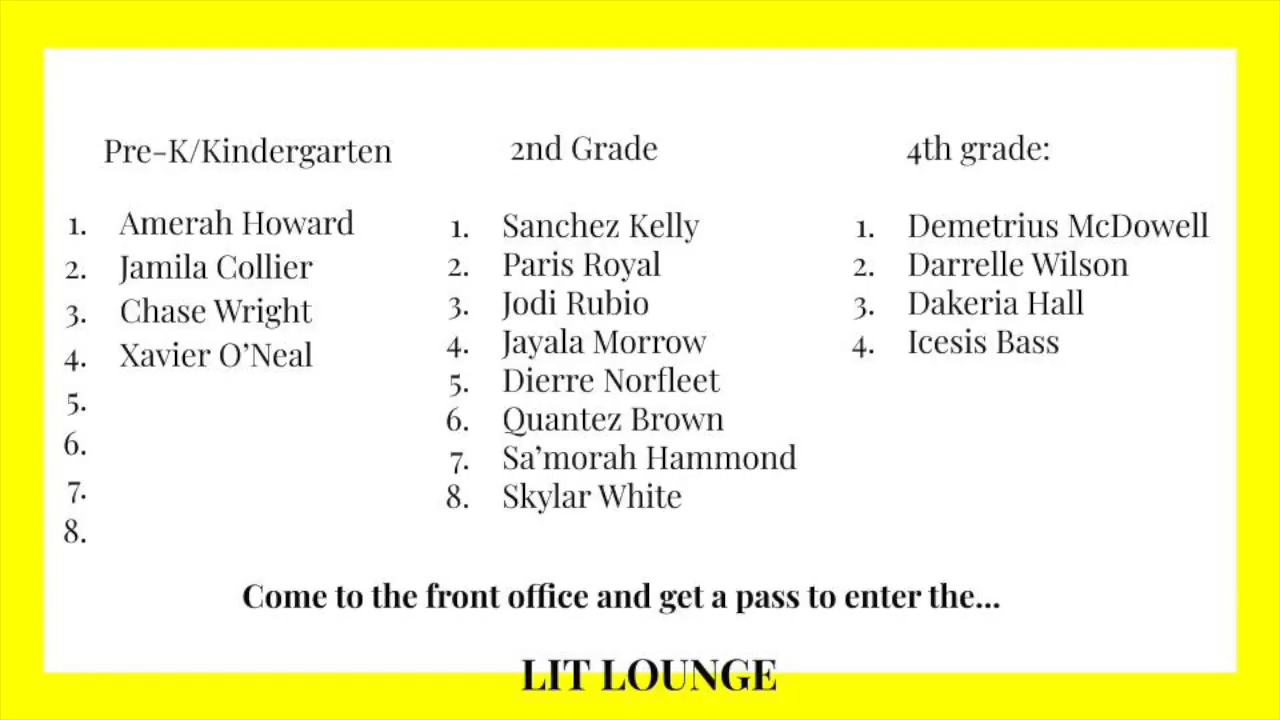 Pre-K/Kindergarten
1. Amerah Howard
2. Jamila Collier
3. Chase Wright
4. Xavier O’Neal
5.
6.
7.
8.
2nd Grade
1. Sanchez Kelly
2. Paris Royal
3. Jodi Rubio
4. Jayala Morrow
5. Dierre Norfleet
6. Quantez Brown
7. Sa’morah Hammond
8. Skylar White
4th grade:
1. Demetrius McDowell
2. Darrelle Wilson
3. Dakeria Hall
4. Icesis Bass
Come to the front office and get a pass to enter the...
LIT LOUNGE